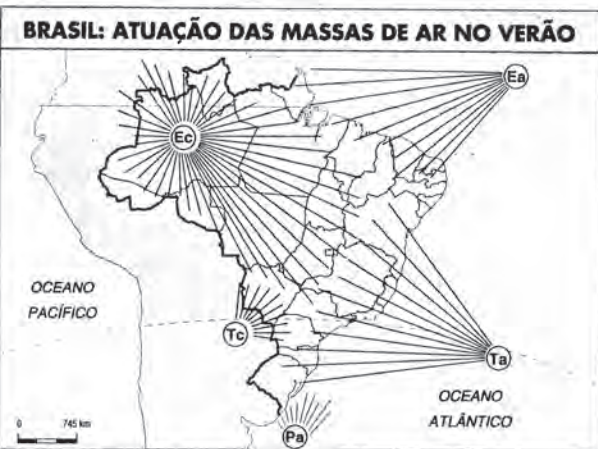 BRASIL: ATUAÇÃO DAS MASSAS DE AR NO VERÃO
Ea
Ec
OCEANO
PACÍFICO
Tc
Ta
OCEANO
ATLÂNTICO
0 745 km
Pa